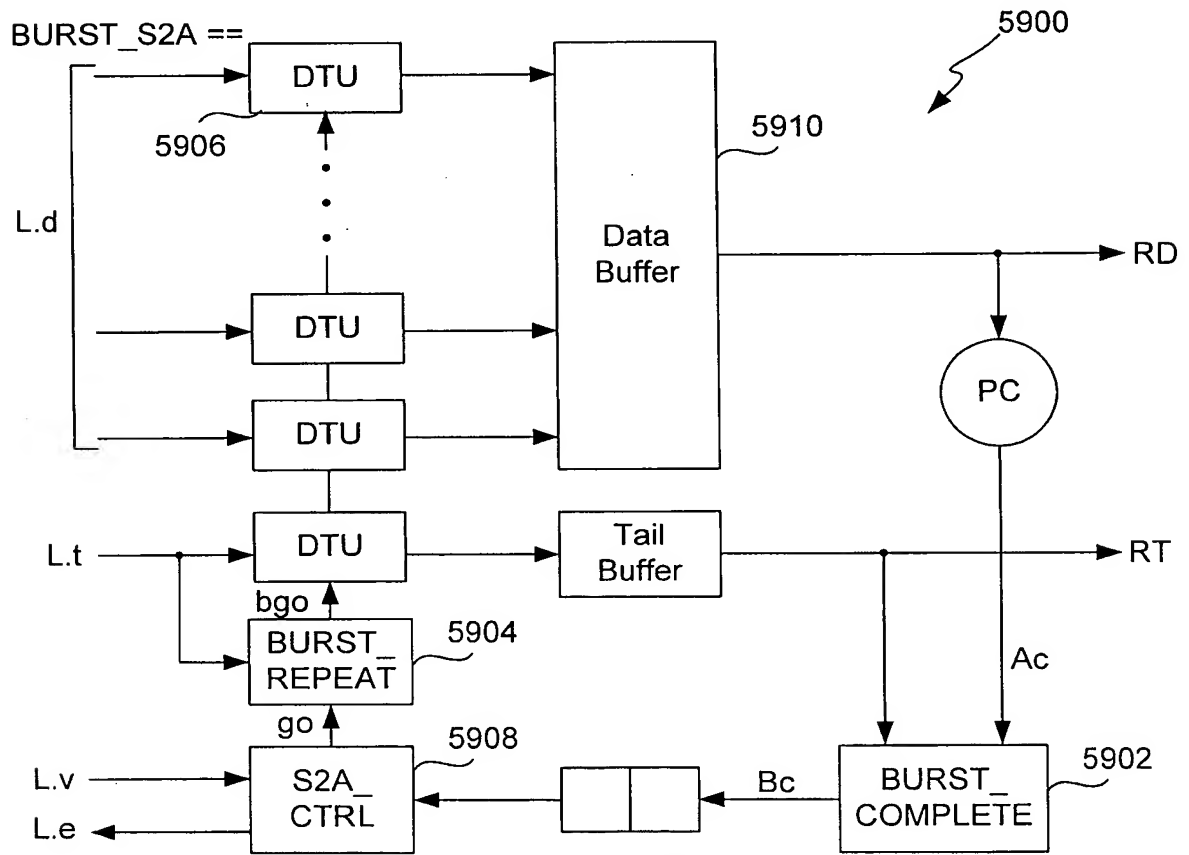 BURST_S2A ==
5900
DTU
5906
5910
L.d
Data
Buffer
RD
DTU
PC
DTU
L.t
DTU
Tail
Buffer
RT
bgo
BURST_
REPEAT
5904
Ac
go
5908
L.v
S2A_
CTRL
Bc
BURST_
COMPLETE
5902
L.e